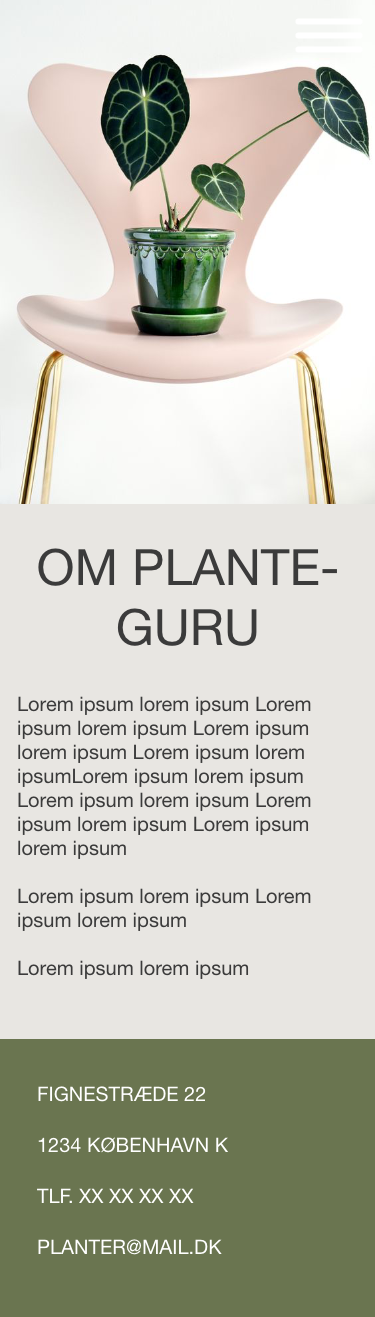 OM PLANTE-
GURU
Lorem ipsum lorem ipsum Lorem
ipsum lorem ipsum Lorem ipsum
lorem ipsum Lorem ipsum lorem
ipsumLorem ipsum lorem ipsum
Lorem ipsum lorem ipsum Lorem
ipsum lorem ipsum Lorem ipsum
lorem ipsum
Lorem ipsum lorem ipsum Lorem
ipsum lorem ipsum
Lorem ipsum lorem ipsum
FIGNESTRÆDE 22
1234 KØBENHAVN K
TLF. XX XX XX XX
PLANTER@MAIL.DK